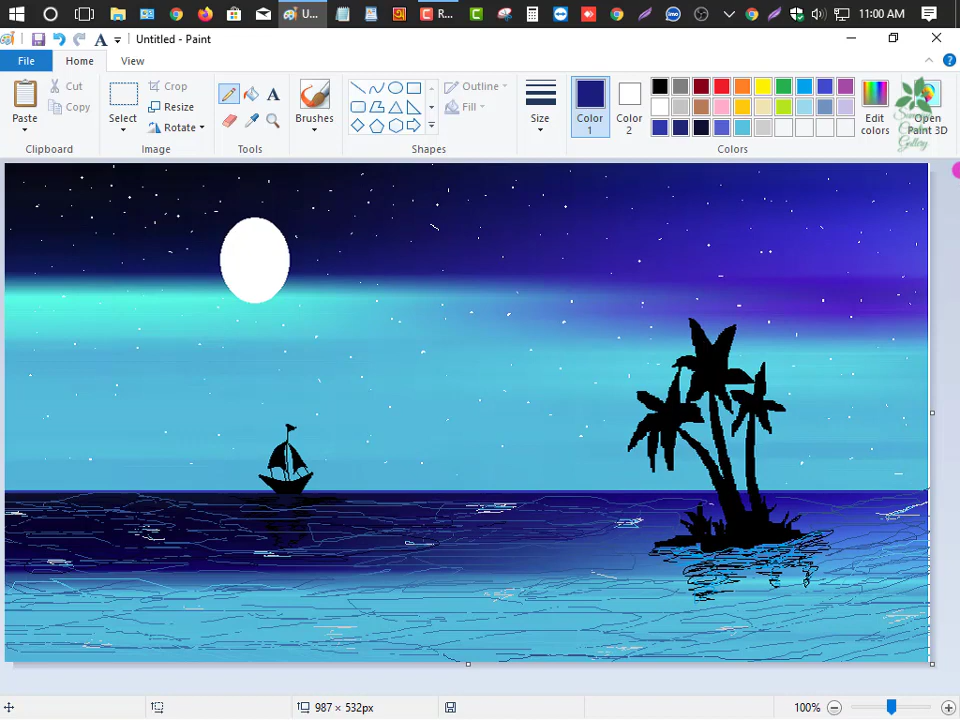 U...
R...
11:00 AM
Untitled - Paint
File
Home
View
Paste
Cut
Copy
Clipboard
Select
Crop
Resize
Rotate
Image
A
Tools
Brushes
Outline
Fill
Shapes
Size
Color
1
Color
2
Edit
colors
Open
Paint 3D
Colors
987 × 532px
100%